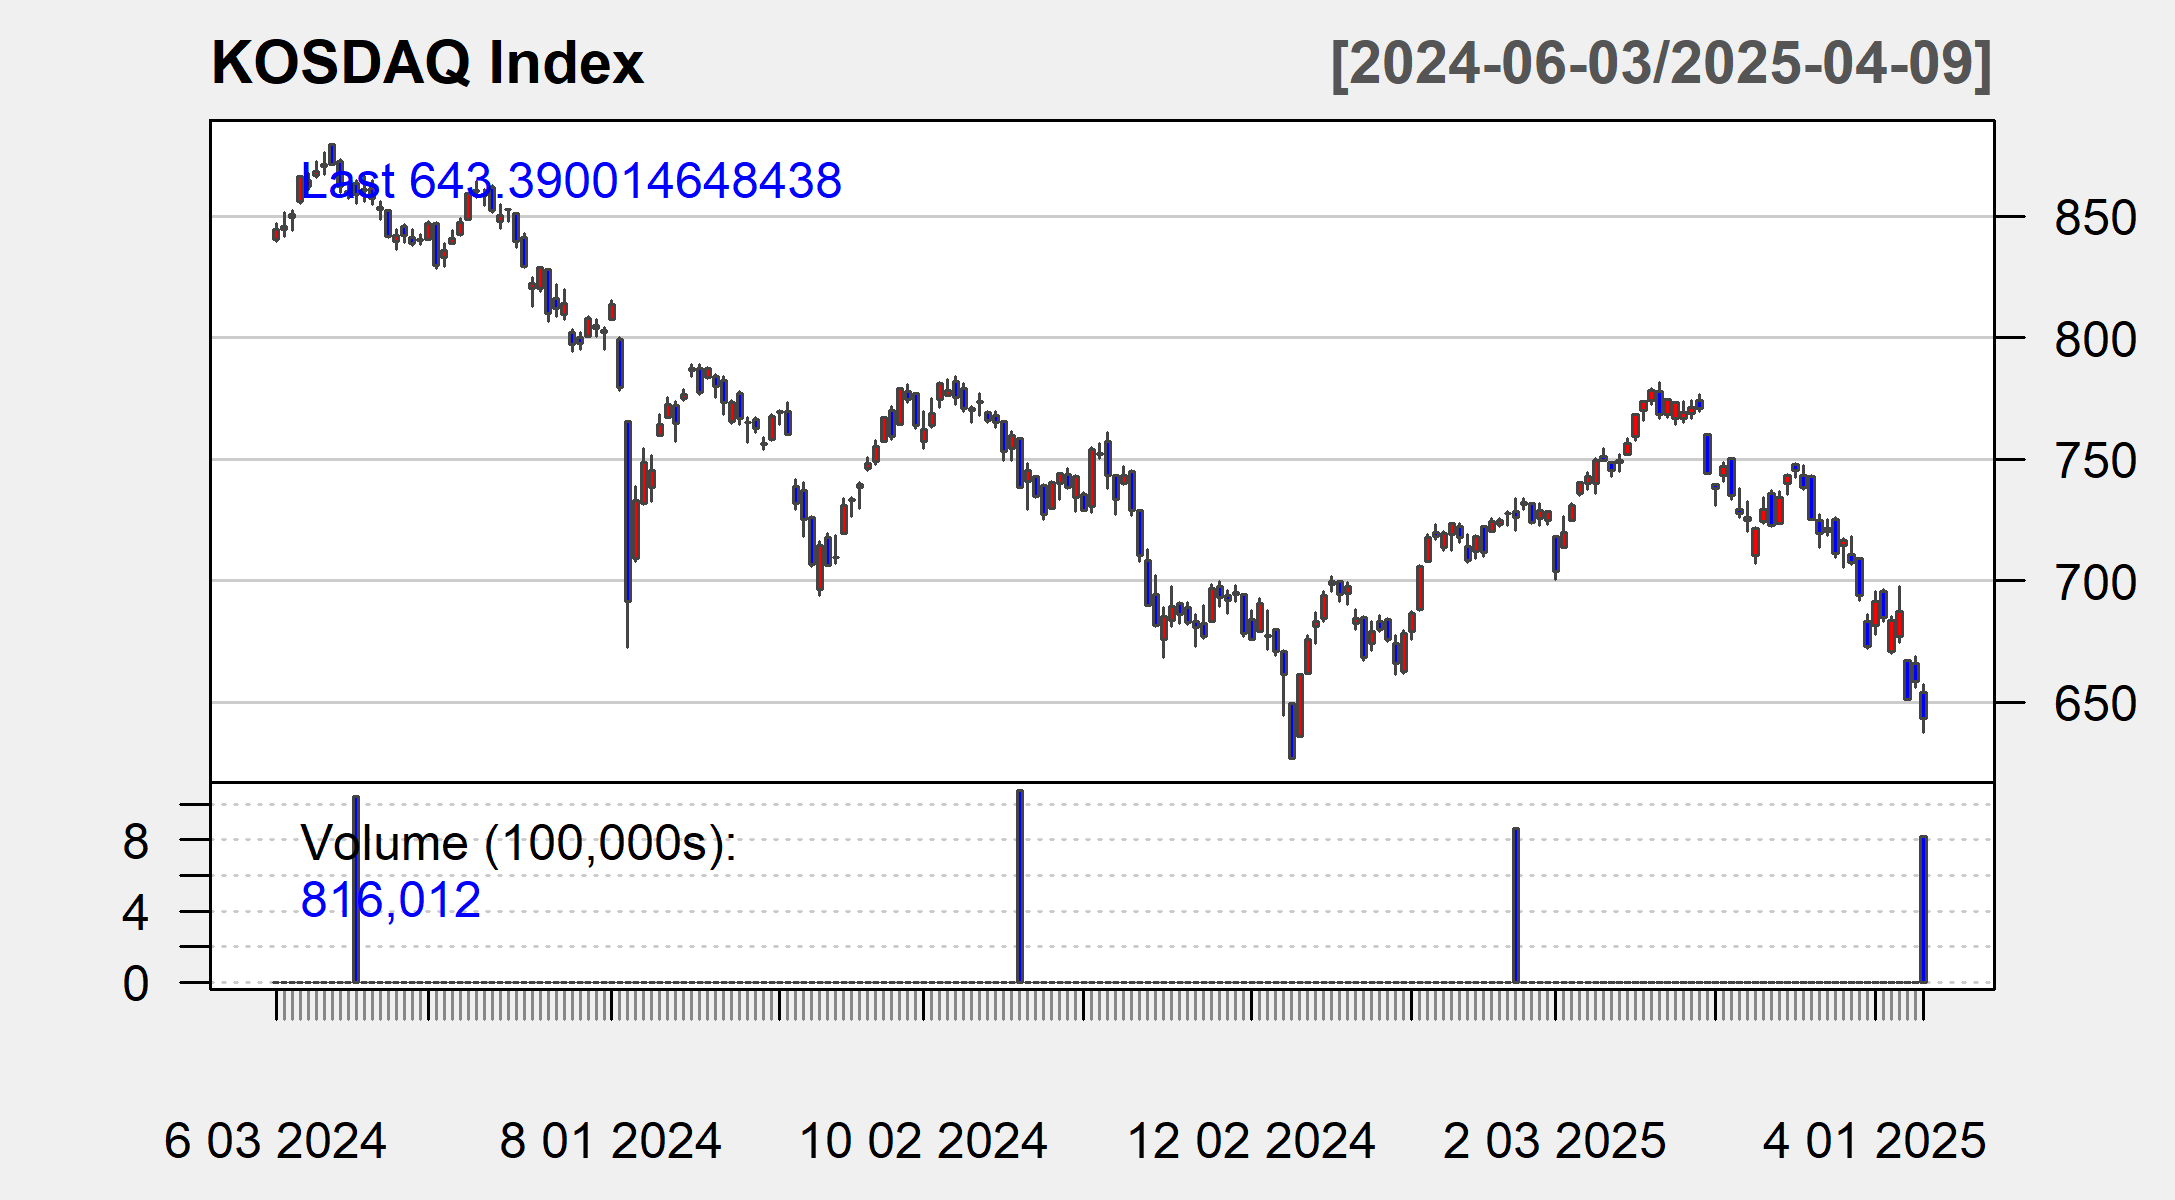 KOSDAQ Index
[2024-06-03/2025-04-09]
Last 643.390014648438
850
800
750
700
650
Volume (100,000s):
816,012
8
4
0
6 03 2024
8 01 2024
10 02 2024
12 02 2024
2 03 2025
4 01 2025